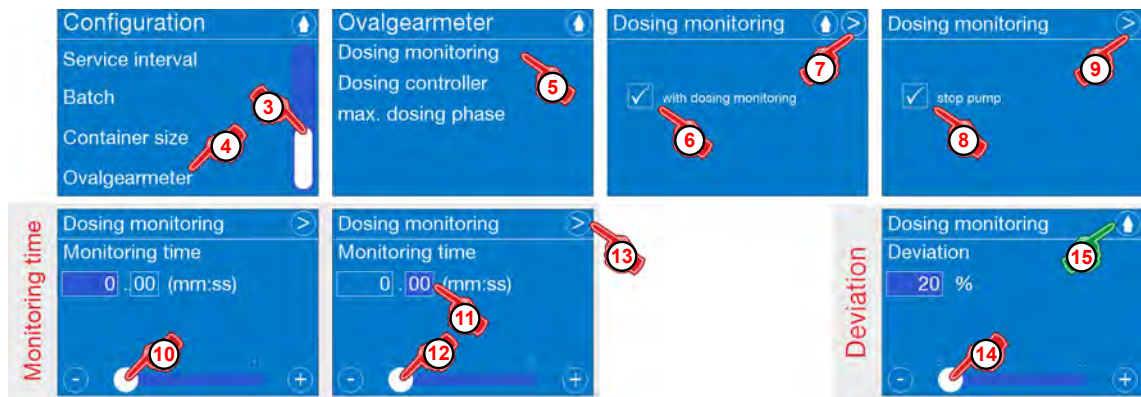 Configuration
Service interval
Batch
Container size
Ovalgearmeter
3
4
Ovalgearmeter
Dosing monitoring
Dosing controller
max. dosing phase
5
Dosing monitoring >
7
✓ with dosing monitoring
6
Dosing monitoring >
9
✓ stop pump
8
Monitoring time
Dosing monitoring >
Monitoring time
0 . 00 (mm:ss)
10
- +
Dosing monitoring >
Monitoring time
0 . 00 (mm:ss)
11
12
- +
13
Deviation
Dosing monitoring
Deviation
15
20 %
14
- +